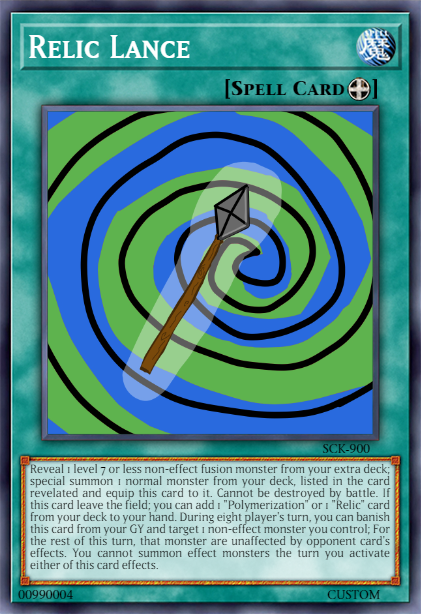 Relic Lance
魔
[Spell Card]
SCK-900
Reveal 1 level 7 or less non-effect fusion monster from your extra deck;
special summon 1 normal monster from your deck, listed in the card
revelated and equip this card to it. Cannot be destroyed by battle. If
this card leave the field; you can add 1 "Polymerization" or 1 "Relic" card
from your deck to your hand. During eight player's turn, you can banish
this card from your GY and target 1 non-effect monster you control; For
the rest of this turn, that monster are unaffected by opponent card's
effects. You cannot summon effect monsters the turn you activate
either of this card effects.
00990004
CUSTOM